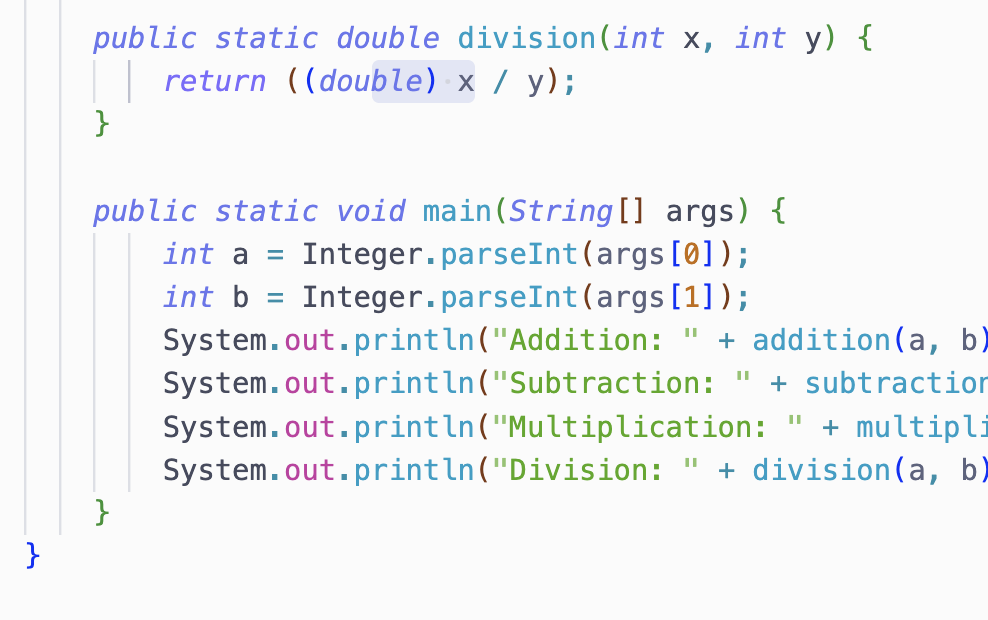 public static double division(int x, int y) {
return ((double) x / y);
}
public static void main(String[] args) {
int a = Integer.parseInt(args[0]);
int b = Integer.parseInt(args[1]);
System.out.println("Addition: " + addition(a, b)
System.out.println("Subtraction: " + subtraction
System.out.println("Multiplication: " + multipli
System.out.println("Division: " + division(a, b)
}
}